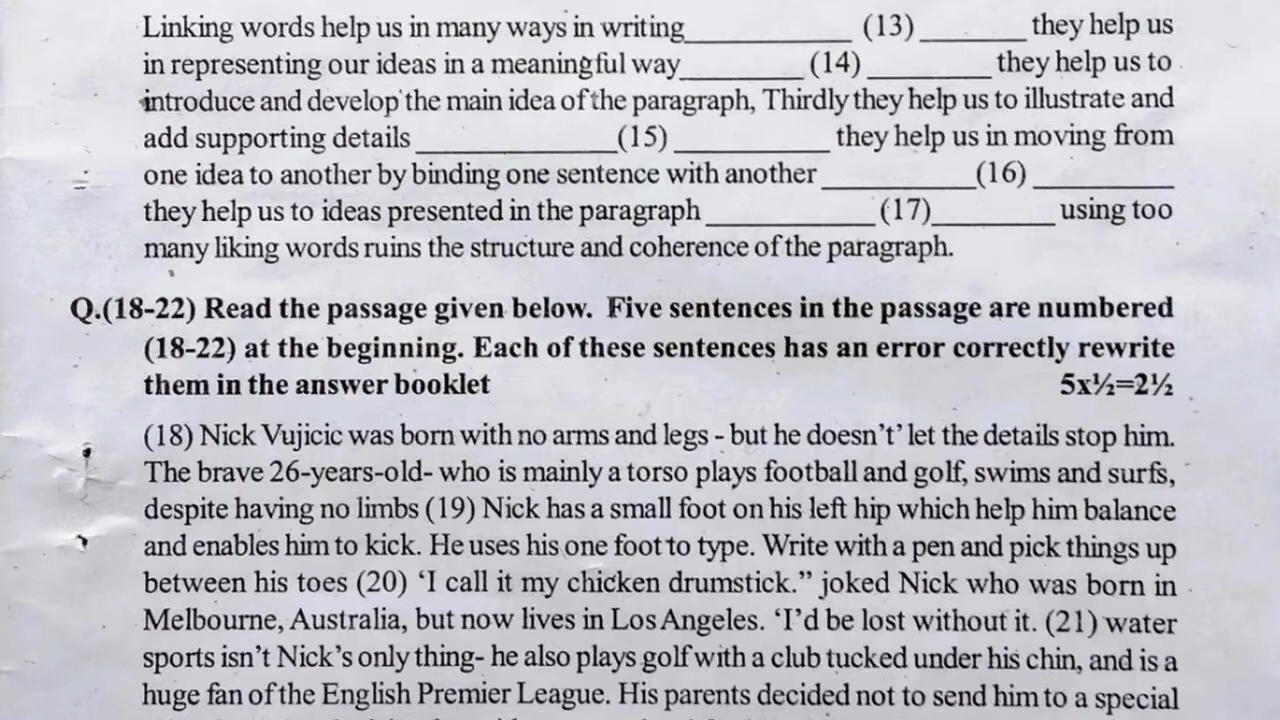 Linking words help us in many ways in writing____________ (13) ________ they help us
in representing our ideas in a meaningful way_________ (14) _________ they help us to
introduce and develop the main idea of the paragraph, Thirdly they help us to illustrate and
add supporting details _______________(15) ____________ they help us in moving from
one idea to another by binding one sentence with another ____________(16) ___________
they help us to ideas presented in the paragraph _____________ (17)_________ using too
many liking words ruins the structure and coherence of the paragraph.
Q.(18-22) Read the passage given below. Five sentences in the passage are numbered
(18-22) at the beginning. Each of these sentences has an error correctly rewrite
them in the answer booklet 5x½=2½
(18) Nick Vujicic was born with no arms and legs - but he doesn't' let the details stop him.
The brave 26-years-old- who is mainly a torso plays football and golf, swims and surfs,
despite having no limbs (19) Nick has a small foot on his left hip which help him balance
and enables him to kick. He uses his one foot to type. Write with a pen and pick things up
between his toes (20) 'I call it my chicken drumstick." joked Nick who was born in
Melbourne, Australia, but now lives in Los Angeles. 'I'd be lost without it. (21) water
sports isn't Nick's only thing- he also plays golf with a club tucked under his chin, and is a
huge fan of the English Premier League. His parents decided not to send him to a special